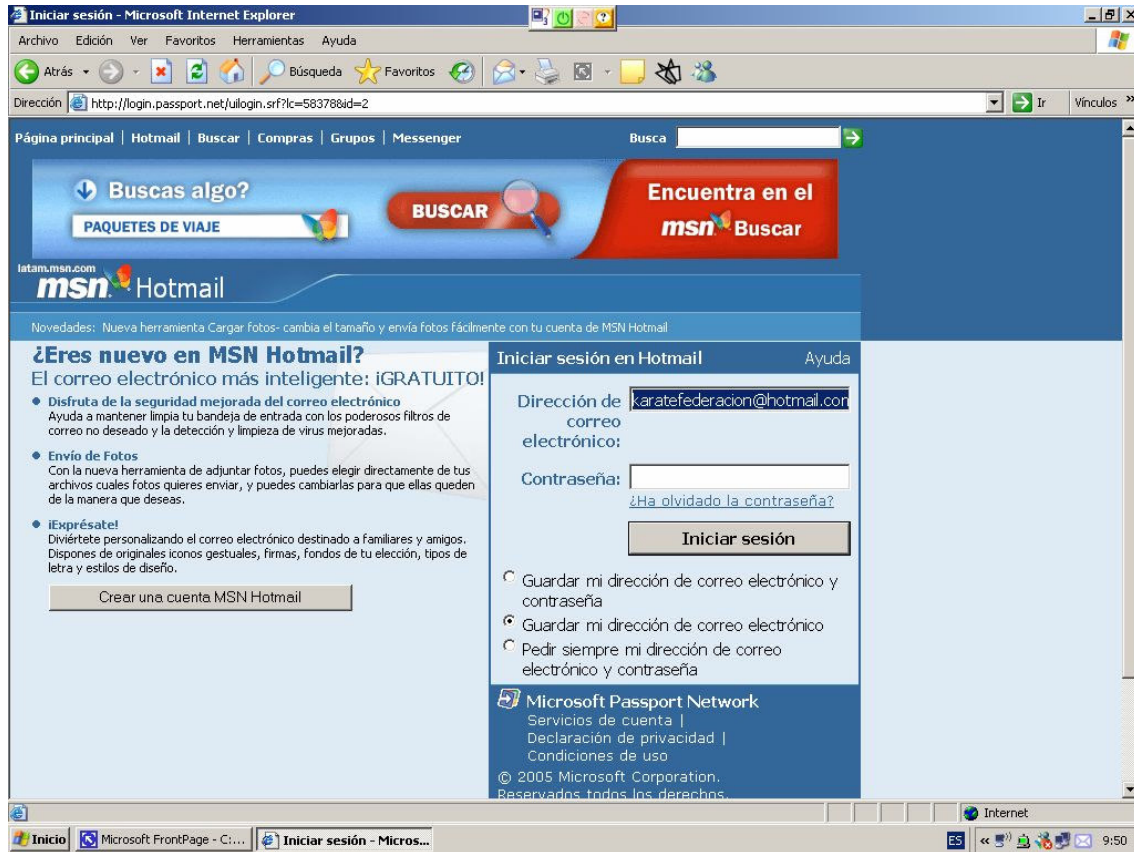 Iniciar sesión - Microsoft Internet Explorer
Archivo Edición Ver Favoritos Herramientas Ayuda
Atrás Búsqueda Favoritos
Dirección http://login.passport.net/uilogin.srf?lc=58378&id=2 Ir Vínculos »
Página principal | Hotmail | Buscar | Compras | Grupos | Messenger Busca
Buscas algo?
PAQUETES DE VIAJE
BUSCAR
Encuentra en el
msn Buscar
latam.msn.com
msn Hotmail
Novedades: Nueva herramienta Cargar fotos- cambia el tamaño y envía fotos fácilmente con tu cuenta de MSN Hotmail
¿Eres nuevo en MSN Hotmail?
El correo electrónico más inteligente: ¡GRATUITO!
Disfruta de la seguridad mejorada del correo electrónico
Ayuda a mantener limpia tu bandeja de entrada con los poderosos filtros de
correo no deseado y la detección y limpieza de virus mejoradas.
Envío de Fotos
Con la nueva herramienta de adjuntar fotos, puedes elegir directamente de tus
archivos cuales fotos quieres enviar, y puedes cambiarlas para que ellas queden
de la manera que deseas.
¡Exprésate!
Diviértete personalizando el correo electrónico destinado a familiares y amigos.
Dispones de originales iconos gestuales, firmas, fondos de tu elección, tipos de
letra y estilos de diseño.
Crear una cuenta MSN Hotmail
Iniciar sesión en Hotmail Ayuda
Dirección de karatefederacion@hotmail.con
correo
electrónico:
Contraseña:
¿Ha olvidado la contraseña?
Iniciar sesión
Guardar mi dirección de correo electrónico y
contraseña
Guardar mi dirección de correo electrónico
Pedir siempre mi dirección de correo
electrónico y contraseña
Microsoft Passport Network
Servicios de cuenta |
Declaración de privacidad |
Condiciones de uso
© 2005 Microsoft Corporation.
Reservados todos los derechos.
Internet
Inicio Microsoft FrontPage - C:... Iniciar sesión - Micros... ES « 9:50